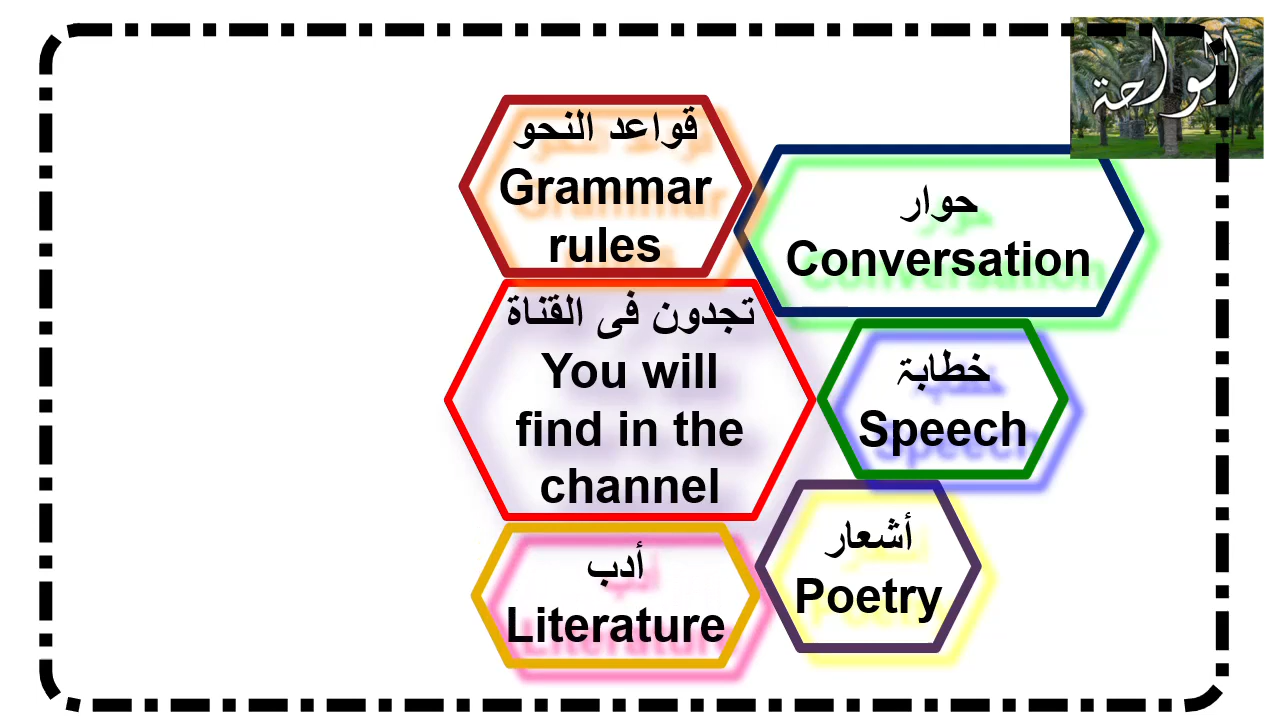 الواحة
قواعد النحو
Grammar
rules
حوار
Conversation
تجدون فى القناة
You will
find in the
channel
خطابة
Speech
أشعار
Poetry
أدب
Literature